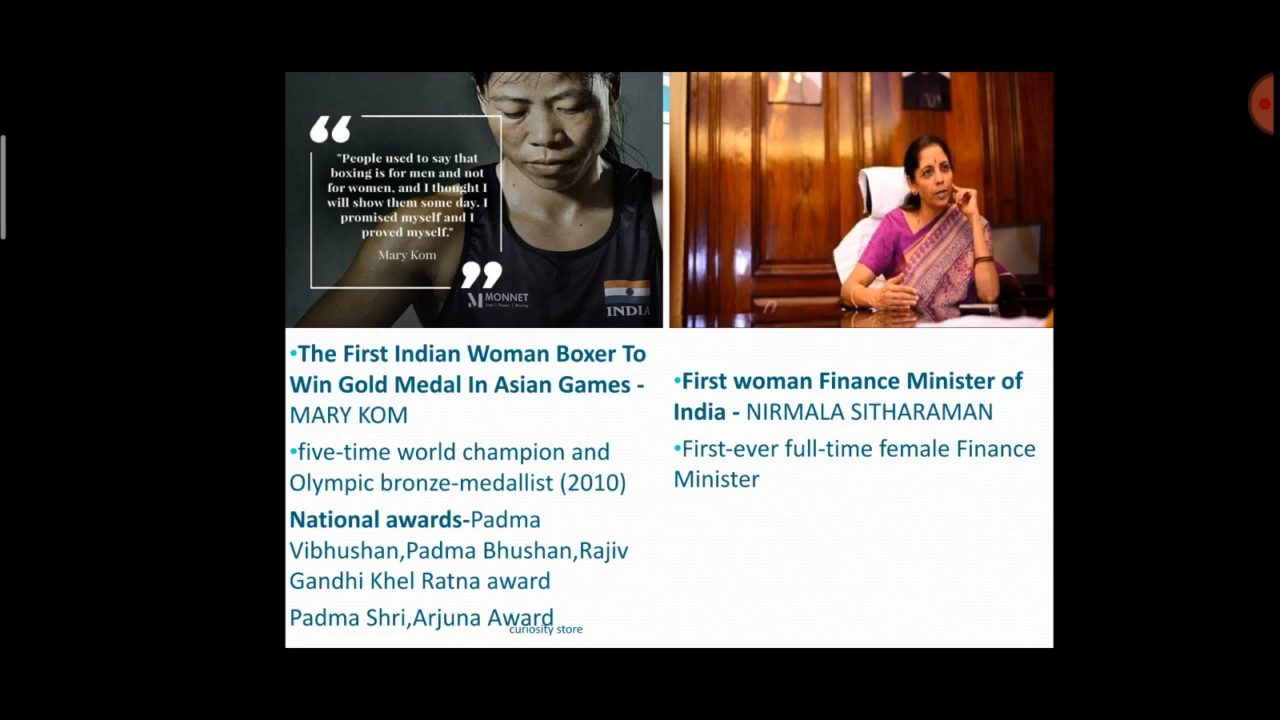 "People used to say that
boxing is for men and not
for women, and I thought I
will show them some day. I
promised myself and I
proved myself."
Mary Kom
MONNET
INDIA
•The First Indian Woman Boxer To
Win Gold Medal In Asian Games -
MARY KOM
•five-time world champion and
Olympic bronze-medallist (2010)
National awards-Padma
Vibhushan,Padma Bhushan,Rajiv
Gandhi Khel Ratna award
Padma Shri,Arjuna Award
•First woman Finance Minister of
India - NIRMALA SITHARAMAN
•First-ever full-time female Finance
Minister
curiosity store